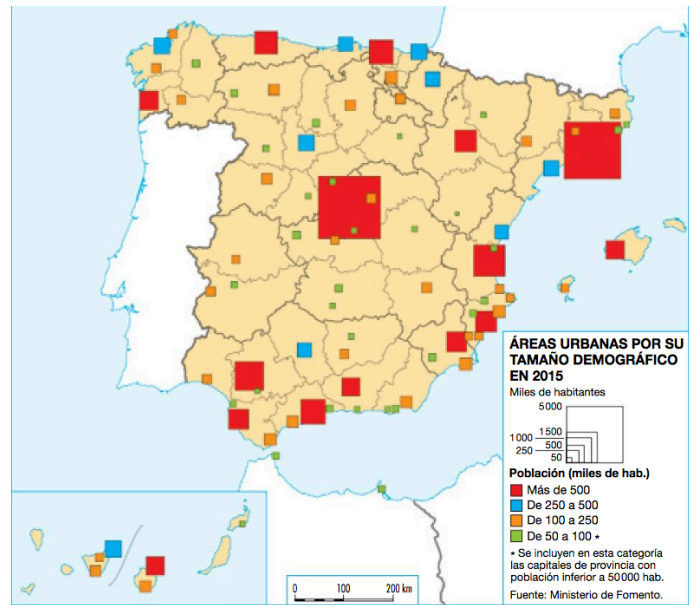 ÁREAS URBANAS POR SU
TAMAÑO DEMOGRÁFICO
EN 2015
Miles de habitantes
5000
1500
1000
500
250
50
Población (miles de hab.)
Más de 500
De 250 a 500
De 100 a 250
De 50 a 100 *
* Se incluyen en esta categoría
las capitales de provincia con
población inferior a 50000 hab.
Fuente: Ministerio de Fomento.
0 100 200 km